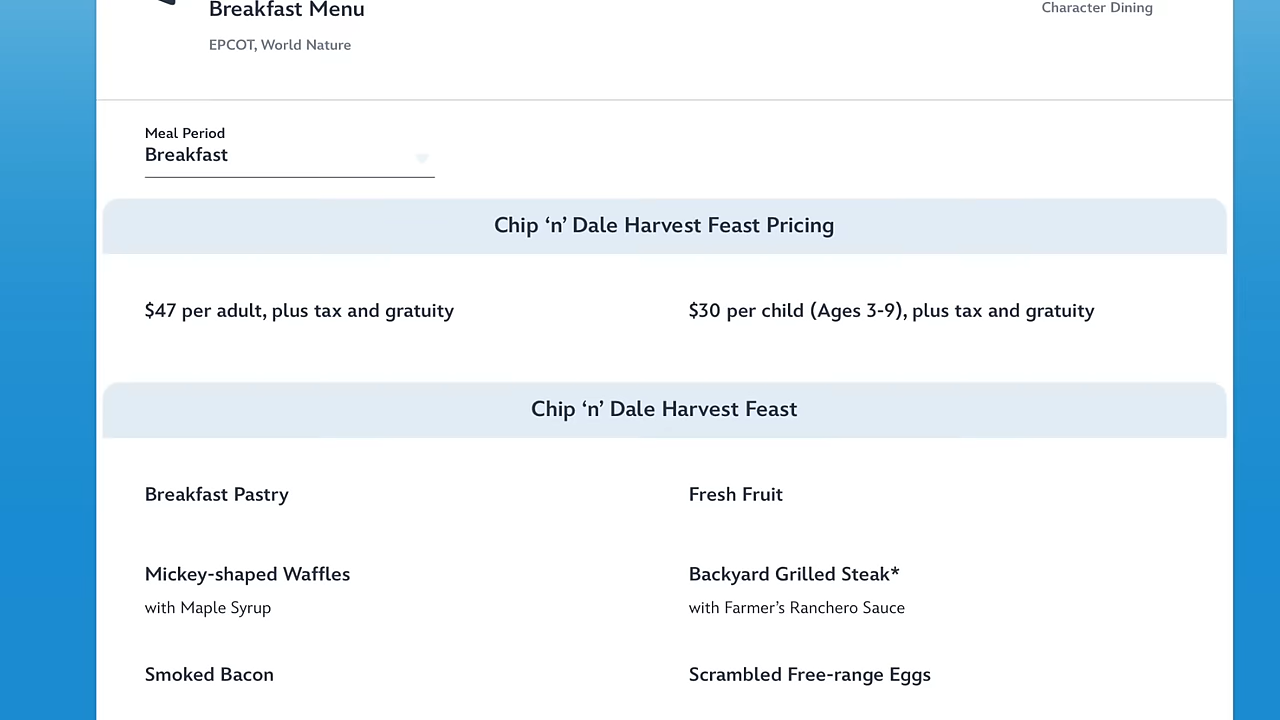 Breakfast Menu
Character Dining
EPCOT, World Nature
Meal Period
Breakfast
Chip ‘n’ Dale Harvest Feast Pricing
$47 per adult, plus tax and gratuity
$30 per child (Ages 3-9), plus tax and gratuity
Chip ‘n’ Dale Harvest Feast
Breakfast Pastry
Fresh Fruit
Mickey-shaped Waffles
with Maple Syrup
Backyard Grilled Steak*
with Farmer’s Ranchero Sauce
Smoked Bacon
Scrambled Free-range Eggs